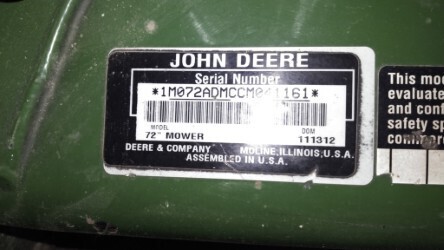 JOHN DEERE
Serial Number
*1M072ADMCCM041161*
MODEL DOM
72" MOWER 111312
DEERE & COMPANY MOLINE, ILLINOIS, U.S.A.
ASSEMBLED IN U.S.A.
This mo
evaluate
and conf
safety sp
comme